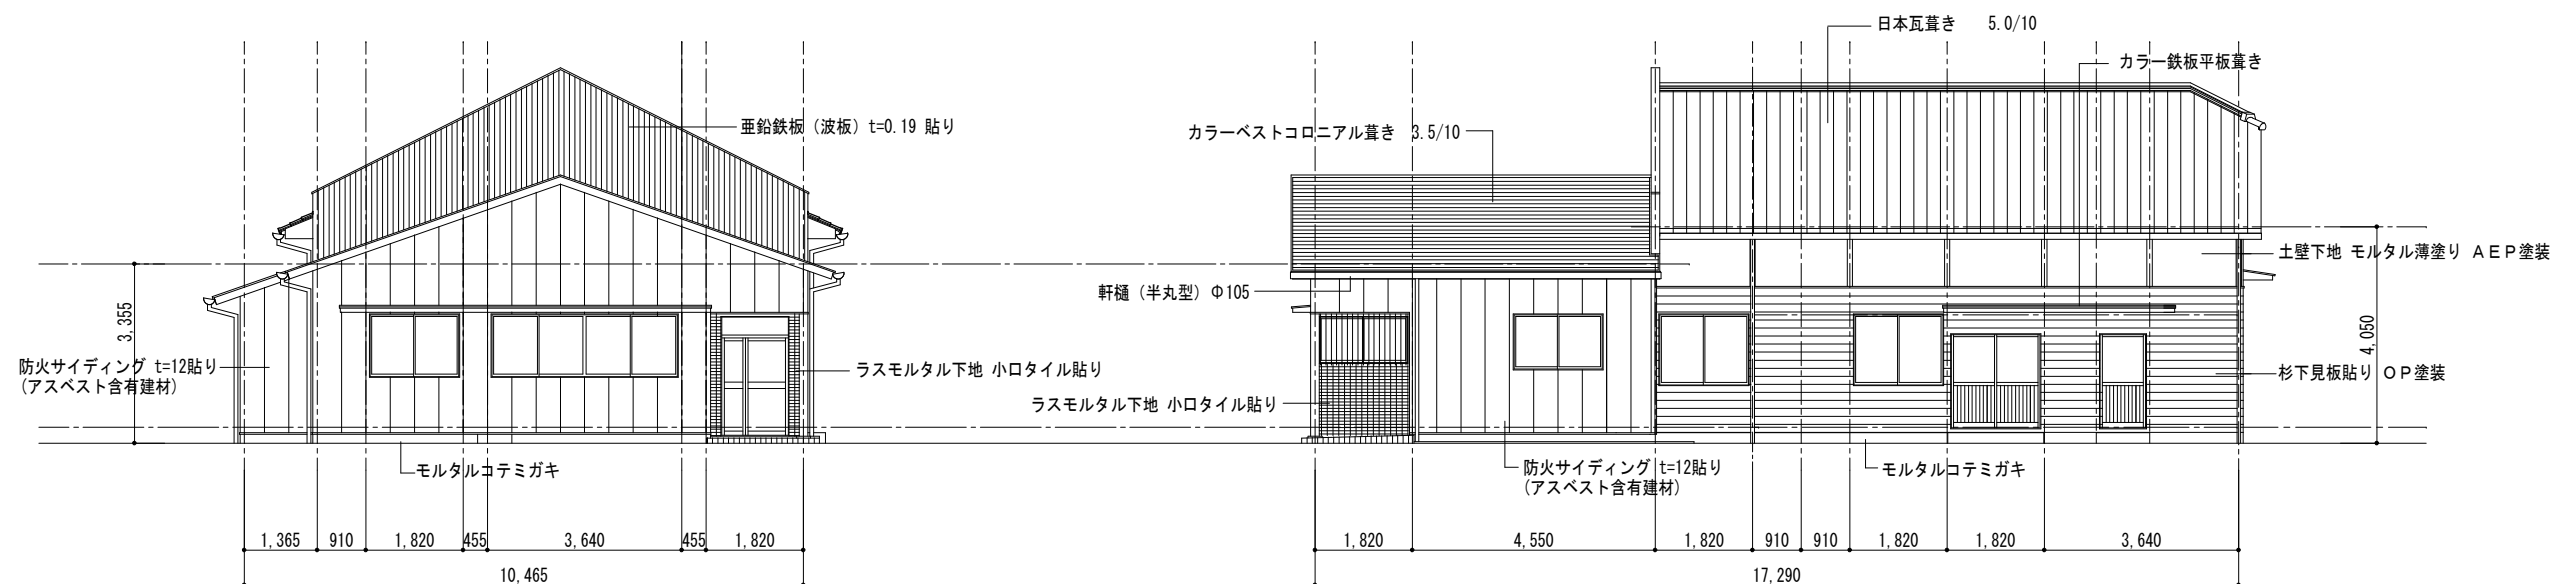 亜鉛鉄板（波板）t=0.19 貼り
3,355
防火サイディング t=12貼り
(アスベスト含有建材)
ラスモルタル下地 小口タイル貼り
モルタルコテミガキ
1,365 910 1,820 455 3,640 455 1,820
10,465
日本瓦葺き 5.0/10
カラー鉄板平板葺き
カラーベストコロニアル葺き 3.5/10
土壁下地 モルタル薄塗り ＡＥＰ塗装
軒樋（半丸型）Φ105
4,050
杉下見板貼り ＯＰ塗装
ラスモルタル下地 小口タイル貼り
防火サイディング t=12貼り
(アスベスト含有建材)
モルタルコテミガキ
1,820 4,550 1,820 910 910 1,820 1,820 3,640
17,290